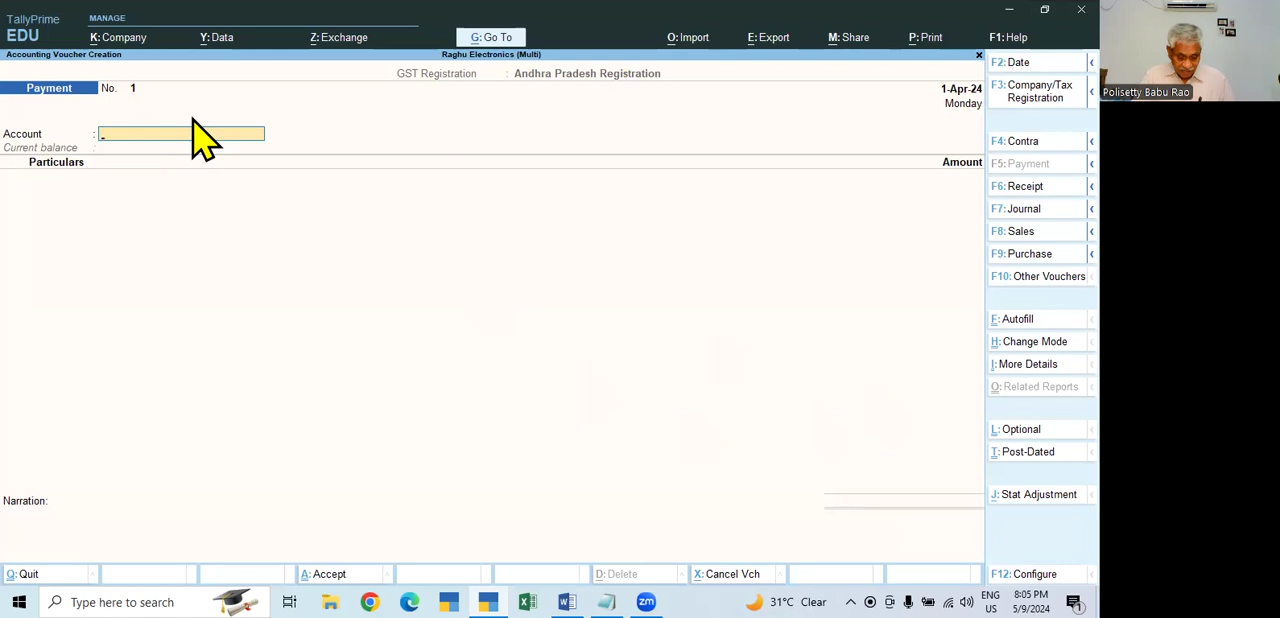 TallyPrime
EDU
MANAGE
K: Company
Y: Data
Z: Exchange
G: Go To
O: Import
E: Export
M: Share
P: Print
F1: Help
Accounting Voucher Creation
Raghu Electronics (Multi)
GST Registration : Andhra Pradesh Registration
Payment No. 1
1-Apr-24
Monday
Account :
Current balance :
Particulars
Amount
Narration:
F2: Date
F3: Company/Tax
Registration
F4: Contra
F5: Payment
F6: Receipt
F7: Journal
F8: Sales
F9: Purchase
F10: Other Vouchers
F: Autofill
H: Change Mode
I: More Details
O: Related Reports
L: Optional
T: Post-Dated
J: Stat Adjustment
Q: Quit
A: Accept
D: Delete
X: Cancel Vch
F12: Configure
Polisetty Babu Rao
Type here to search
zm
31°C Clear
ENG
US
8:05 PM
5/9/2024
1